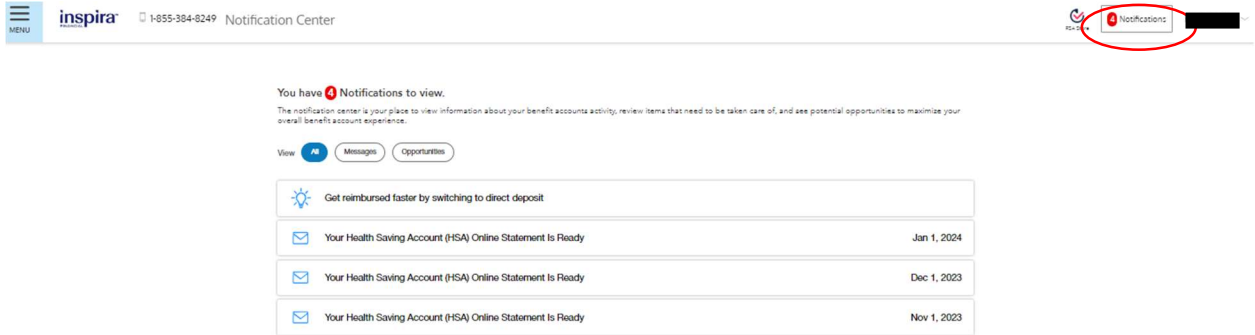 MENU
inspira
FINANCIAL
1-855-384-8249 Notification Center
4 Notifications
You have 4 Notifications to view.
The notification center is your place to view information about your benefit accounts activity, review items that need to be taken care of, and see potential opportunities to maximize your
overall benefit account experience.
View All Messages Opportunities
Get reimbursed faster by switching to direct deposit
Your Health Saving Account (HSA) Online Statement Is Ready Jan 1, 2024
Your Health Saving Account (HSA) Online Statement Is Ready Dec 1, 2023
Your Health Saving Account (HSA) Online Statement Is Ready Nov 1, 2023